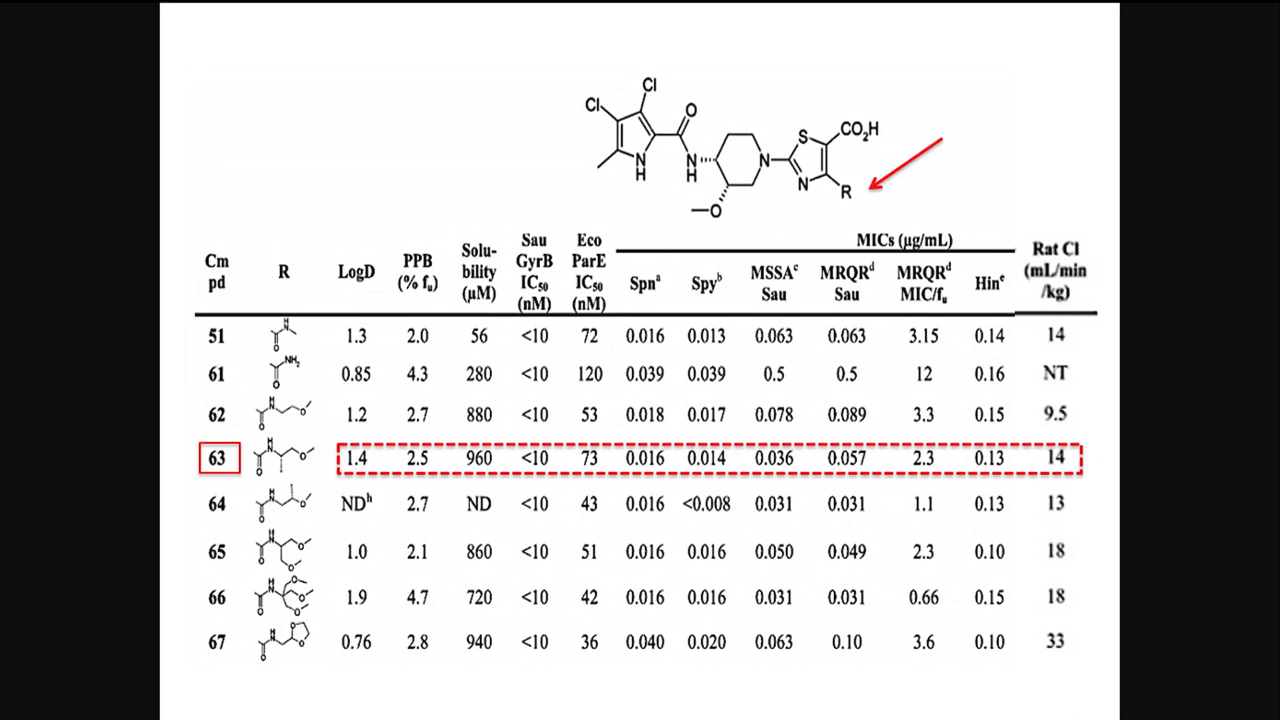 Cl
Cl
O
S
CO₂H
N
N
H
N
H
N
R
O
MICs (µg/mL)
Cm pd R LogD PPB (% fᵤ) Solu-bility (µM) Sau GyrB IC₅₀ (nM) Eco ParE IC₅₀ (nM) Spnᵃ Spyᵇ MSSAᶜ Sau MRQRᵈ Sau MRQRᵈ MIC/fᵤ Hinᵉ Rat Cl (mL/min /kg)
51 H N O 1.3 2.0 56 <10 72 0.016 0.013 0.063 0.063 3.15 0.14 14
61 NH₂ O 0.85 4.3 280 <10 120 0.039 0.039 0.5 0.5 12 0.16 NT
62 H N O O 1.2 2.7 880 <10 53 0.018 0.017 0.078 0.089 3.3 0.15 9.5
63 H N O O 1.4 2.5 960 <10 73 0.016 0.014 0.036 0.057 2.3 0.13 14
64 H N O O NDʰ 2.7 ND <10 43 0.016 <0.008 0.031 0.031 1.1 0.13 13
65 H N O O O 1.0 2.1 860 <10 51 0.016 0.016 0.050 0.049 2.3 0.10 18
66 H N O O O O 1.9 4.7 720 <10 42 0.016 0.016 0.031 0.031 0.66 0.15 18
67 H N O O O 0.76 2.8 940 <10 36 0.040 0.020 0.063 0.10 3.6 0.10 33